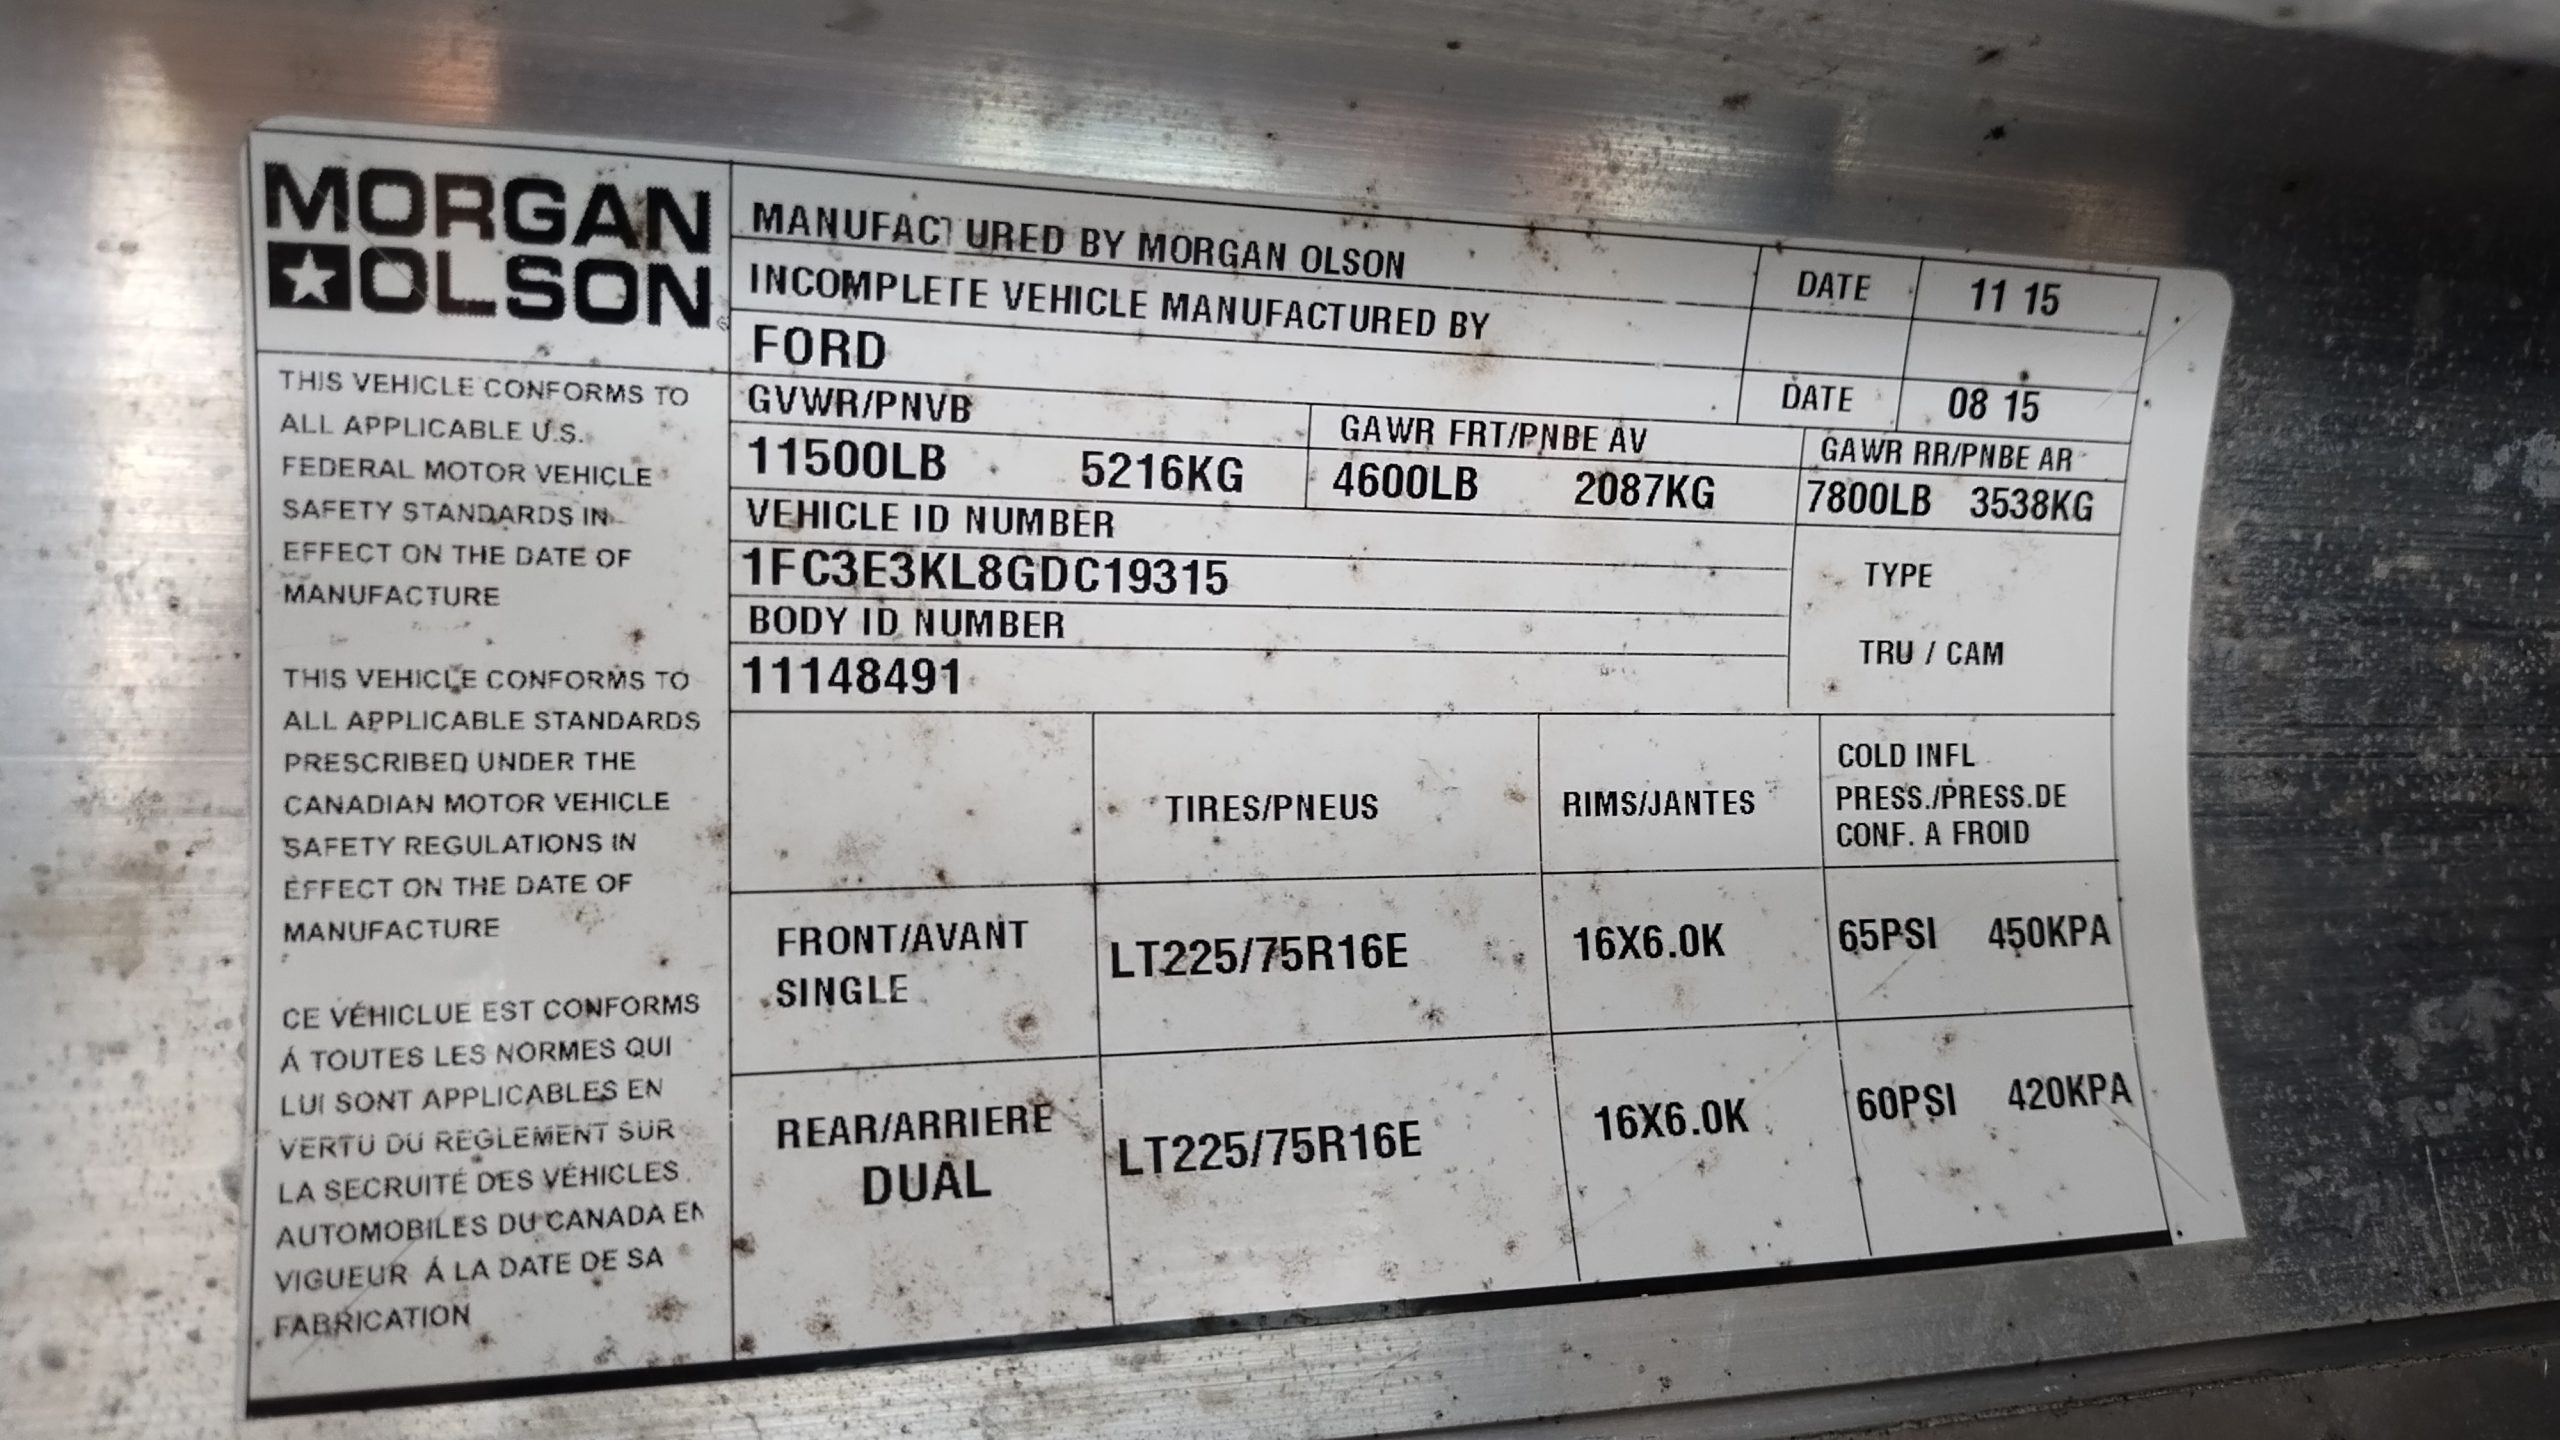 MORGAN
OLSON
THIS VEHICLE CONFORMS TO
ALL APPLICABLE U.S.
FEDERAL MOTOR VEHICLE
SAFETY STANDARDS IN
EFFECT ON THE DATE OF
MANUFACTURE
THIS VEHICLE CONFORMS TO
ALL APPLICABLE STANDARDS
PRESCRIBED UNDER THE
CANADIAN MOTOR VEHICLE
SAFETY REGULATIONS IN
EFFECT ON THE DATE OF
MANUFACTURE
CE VÉHICLUE EST CONFORMS
Á TOUTES LES NORMES QUI
LUI SONT APPLICABLES EN
VERTU DU RÈGLEMENT SUR
LA SECRUITÉ DES VÉHICLES
AUTOMOBILES DU CANADA EN
VIGUEUR Á LA DATE DE SA
FABRICATION
MANUFACTURED BY MORGAN OLSON DATE 11 15
INCOMPLETE VEHICLE MANUFACTURED BY
FORD DATE 08 15
GVWR/PNVB GAWR FRT/PNBE AV GAWR RR/PNBE AR
11500LB 5216KG 4600LB 2087KG 7800LB 3538KG
VEHICLE ID NUMBER
1FC3E3KL8GDC19315
TYPE
BODY ID NUMBER
TRU / CAM
11148491
TIRES/PNEUS RIMS/JANTES
COLD INFL
PRESS./PRESS.DE
CONF. A FROID
FRONT/AVANT
SINGLE
LT225/75R16E 16X6.0K 65PSI 450KPA
REAR/ARRIERE
DUAL
LT225/75R16E 16X6.0K 60PSI 420KPA